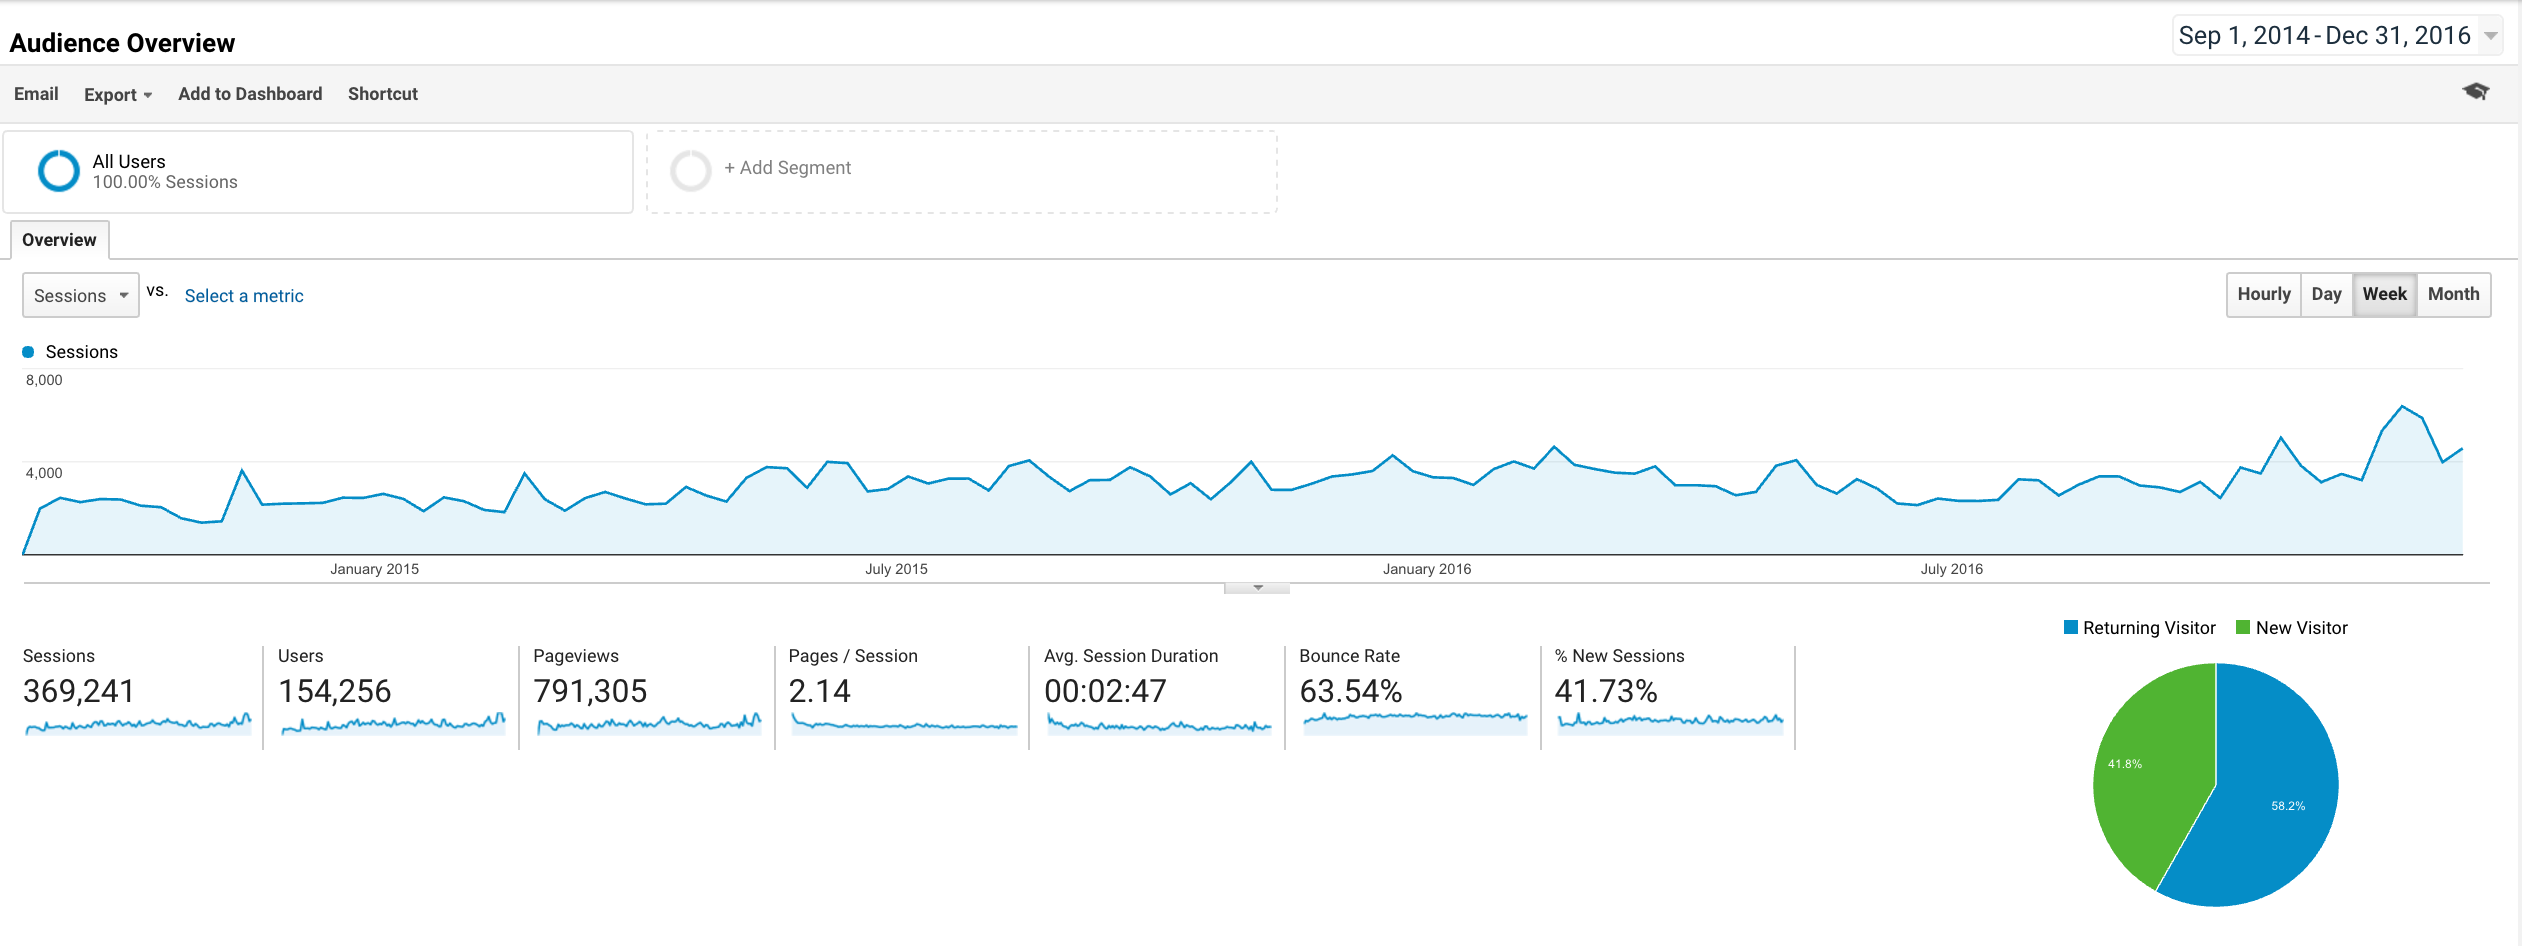 Audience Overview
Sep 1, 2014 - Dec 31, 2016
Email Export Add to Dashboard Shortcut
All Users
100.00% Sessions
+ Add Segment
Overview
Sessions vs. Select a metric
Hourly Day Week Month
Sessions
8,000
4,000
January 2015 July 2015 January 2016 July 2016
Sessions
369,241
Users
154,256
Pageviews
791,305
Pages / Session
2.14
Avg. Session Duration
00:02:47
Bounce Rate
63.54%
% New Sessions
41.73%
Returning Visitor New Visitor
41.8%
58.2%